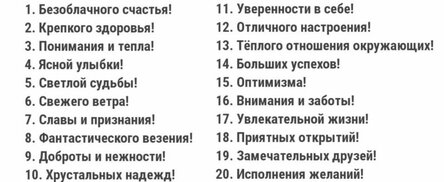 1. Безоблачного счастья!
2. Крепкого здоровья!
3. Понимания и тепла!
4. Ясной улыбки!
5. Светлой судьбы!
6. Свежего ветра!
7. Славы и признания!
8. Фантастического везения!
9. Доброты и нежности!
10. Хрустальных надежд!
11. Уверенности в себе!
12. Отличного настроения!
13. Тёплого отношения окружающих!
14. Больших успехов!
15. Оптимизма!
16. Внимания и заботы!
17. Увлекательной жизни!
18. Приятных открытий!
19. Замечательных друзей!
20. Исполнения желаний!